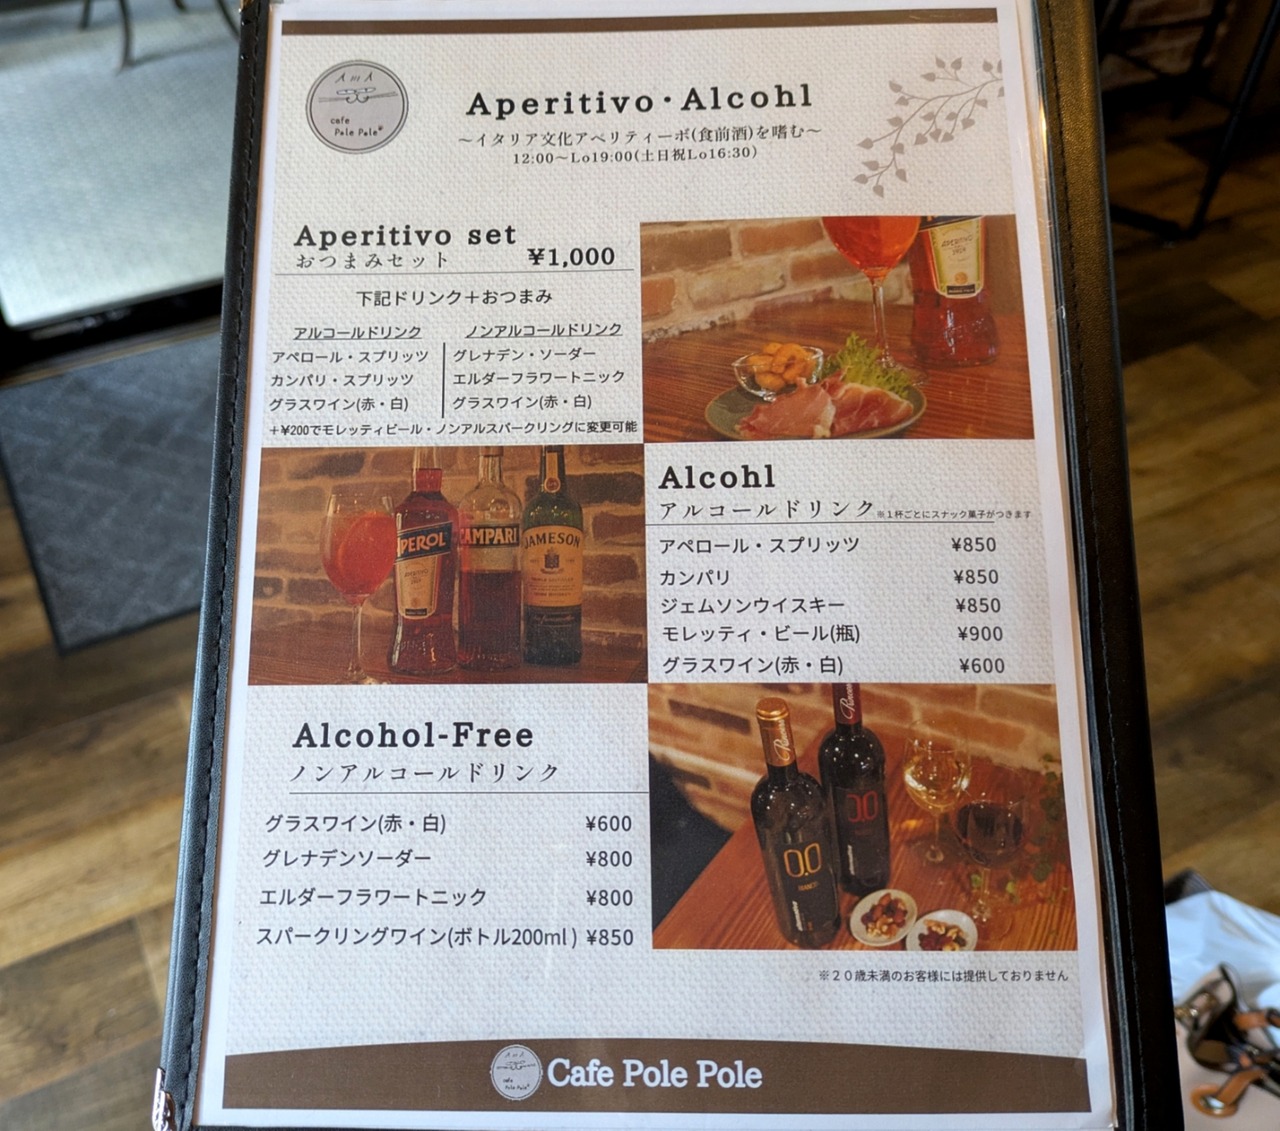 AMA
cafe
Pole Pole
Aperitivo・Alcohl
～イタリア文化アペリティーボ(食前酒)を嗜む～
12:00～Lo19:00(土日祝Lo16:30)
Aperitivo set
おつまみセット ¥1,000
下記ドリンク＋おつまみ
アルコールドリンク ノンアルコールドリンク
アペロール・スプリッツ グレナデン・ソーダー
カンパリ・スプリッツ エルダーフラワートニック
グラスワイン(赤・白) グラスワイン(赤・白)
＋¥200でモレッティビール・ノンアルスパークリングに変更可能
PEROL
CAMPARI
JAMESON
Alcohl
アルコールドリンク※１杯ごとにスナック菓子がつきます
アペロール・スプリッツ ¥850
カンパリ ¥850
ジェムソンウイスキー ¥850
モレッティ・ビール(瓶) ¥900
グラスワイン(赤・白) ¥600
Alcohol-Free
ノンアルコールドリンク
グラスワイン(赤・白) ¥600
グレナデンソーダー ¥800
エルダーフラワートニック ¥800
スパークリングワイン(ボトル200ml) ¥850
0.0
0.0
※２０歳未満のお客様には提供しておりません
cafe
Pole Pole
Cafe Pole Pole